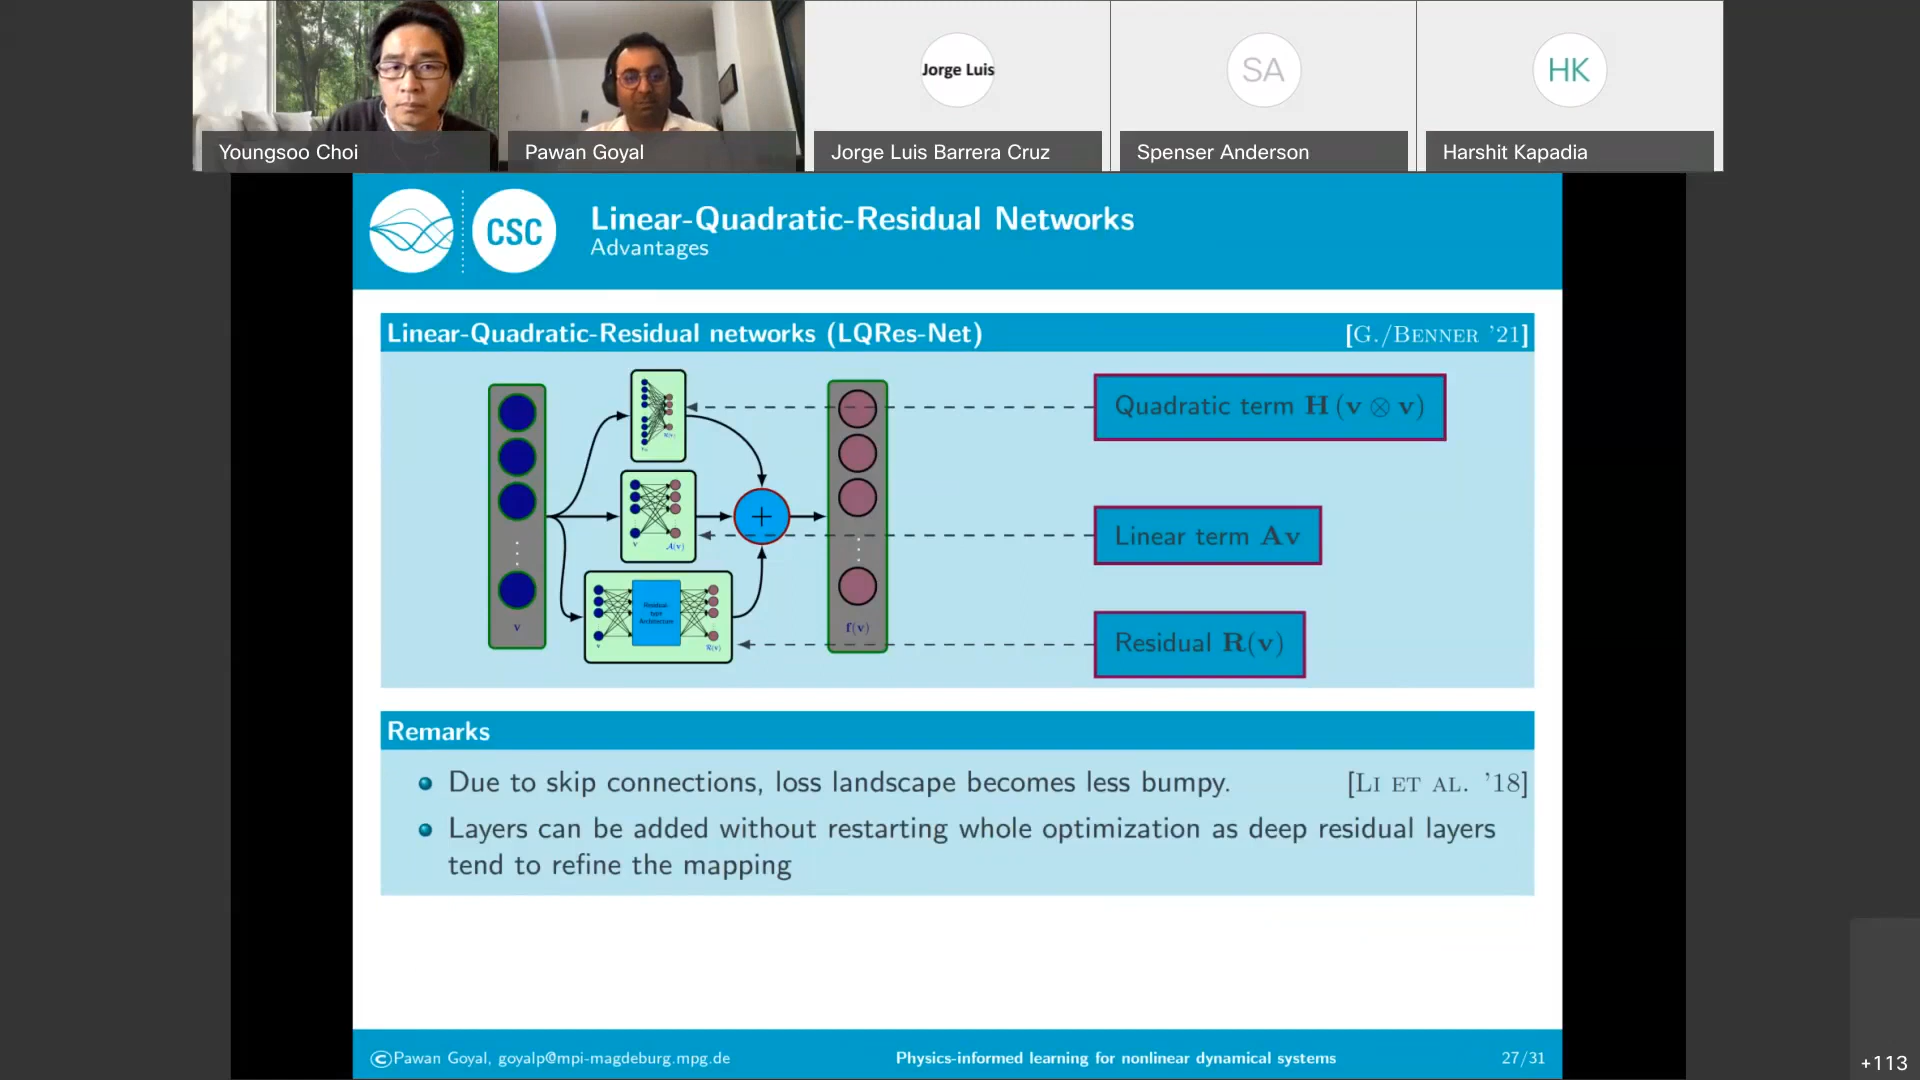 Jorge Luis
SA
HK
Youngsoo Choi
Pawan Goyal
Jorge Luis Barrera Cruz
Spenser Anderson
Harshit Kapadia
CSC
Linear-Quadratic-Residual Networks
Advantages
Linear-Quadratic-Residual networks (LQRes-Net) [G./BENNER '21]
Quadratic term H (v ⊗ v)
Linear term Av
Residual R(v)
+
v
A(v)
Residual-
type
Architecture
v
R(v)
v
f(v)
Remarks
Due to skip connections, loss landscape becomes less bumpy. [LI ET AL. '18]
Layers can be added without restarting whole optimization as deep residual layers
tend to refine the mapping
©Pawan Goyal, goyalp@mpi-magdeburg.mpg.de Physics-informed learning for nonlinear dynamical systems 27/31
+113